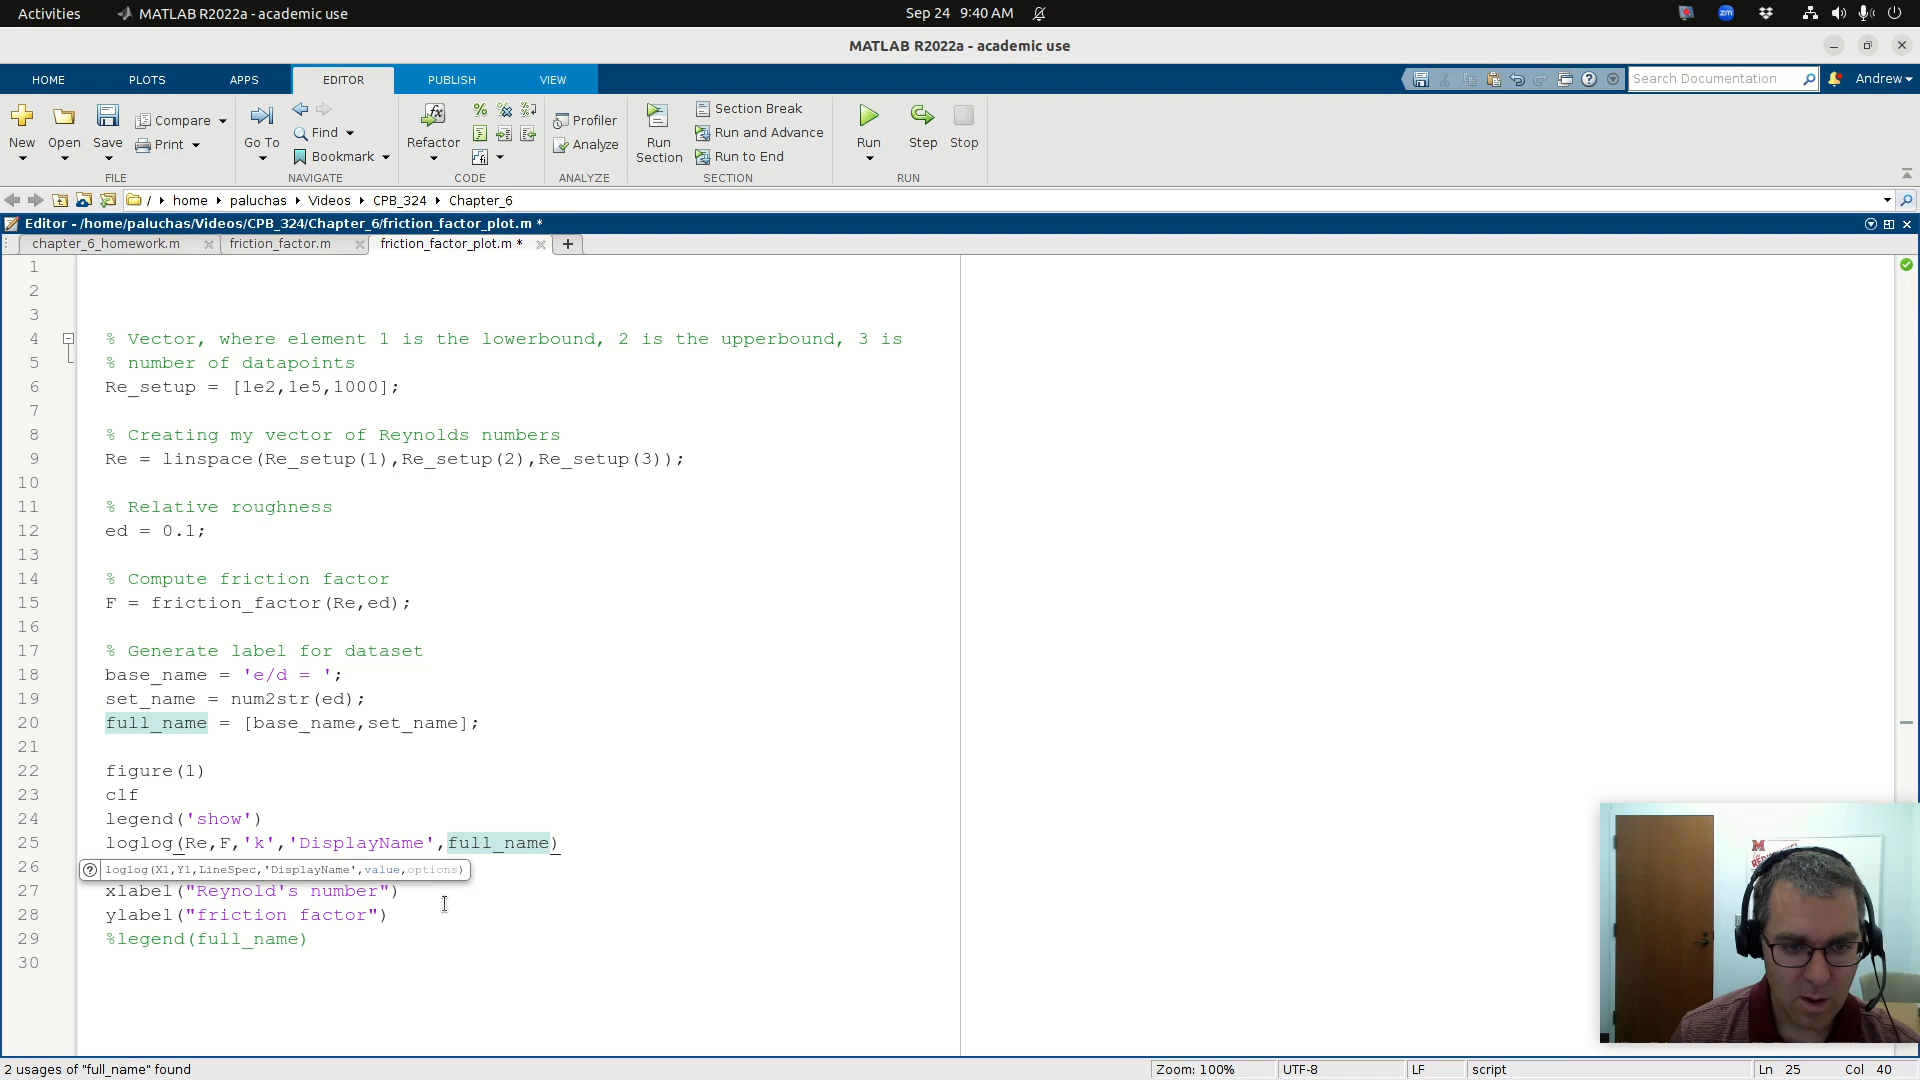 Activities
MATLAB R2022a - academic use
Sep 24 9:40 AM
zm
MATLAB R2022a - academic use
HOME PLOTS APPS EDITOR PUBLISH VIEW
Search Documentation
Andrew
New
Open
Save
Compare
Print
FILE
Go To
Find
Bookmark
NAVIGATE
Refactor
CODE
Profiler
Analyze
ANALYZE
Run Section
Section Break
Run and Advance
Run to End
SECTION
Run
Step
Stop
RUN
/ home paluchas Videos CPB_324 Chapter_6
Editor - /home/paluchas/Videos/CPB_324/Chapter_6/friction_factor_plot.m *
chapter_6_homework.m friction_factor.m friction_factor_plot.m *
1
2
3
4 % Vector, where element 1 is the lowerbound, 2 is the upperbound, 3 is
5 % number of datapoints
6 Re_setup = [1e2,1e5,1000];
7
8 % Creating my vector of Reynolds numbers
9 Re = linspace(Re_setup(1),Re_setup(2),Re_setup(3));
10
11 % Relative roughness
12 ed = 0.1;
13
14 % Compute friction factor
15 F = friction_factor(Re,ed);
16
17 % Generate label for dataset
18 base_name = 'e/d = ';
19 set_name = num2str(ed);
20 full_name = [base_name,set_name];
21
22 figure(1)
23 clf
24 legend('show')
25 loglog(Re,F,'k','DisplayName',full_name)
26 loglog(X1,Y1,LineSpec,'DisplayName',value,options)
27 xlabel("Reynold's number")
28 ylabel("friction factor")
29 %legend(full_name)
30
2 usages of "full_name" found
Zoom: 100% UTF-8 LF script Ln 25 Col 40